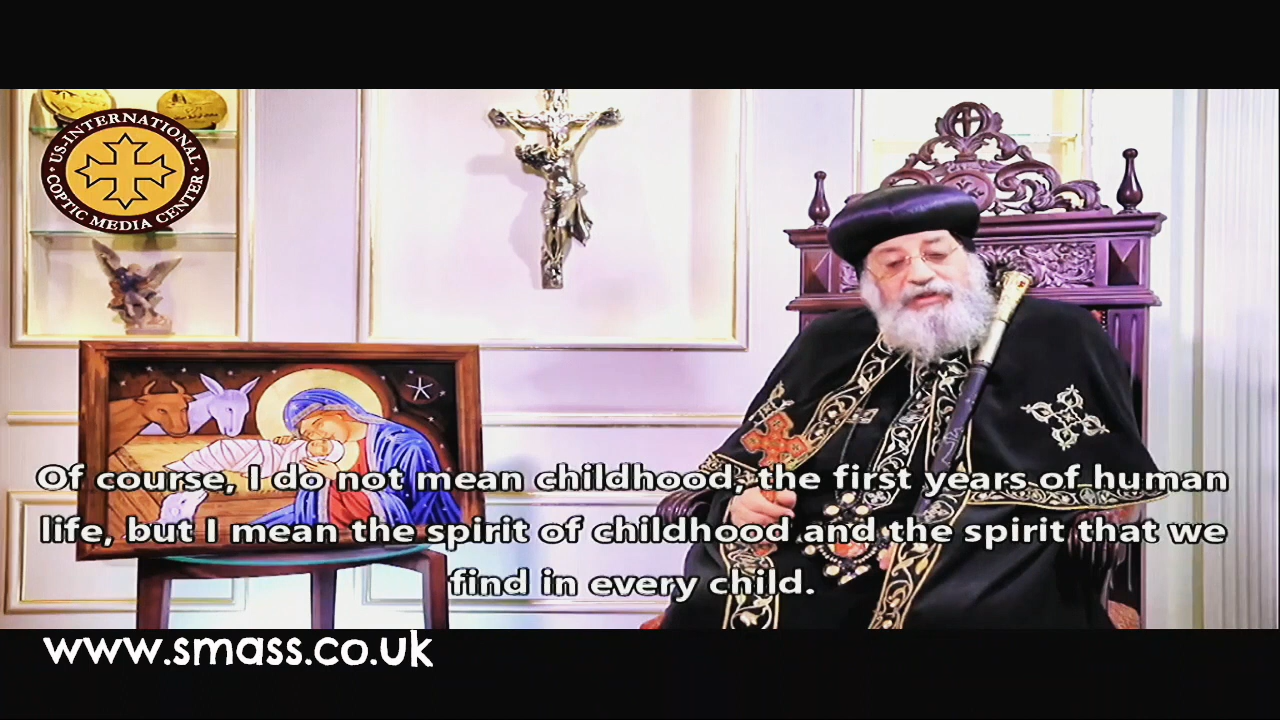 US-INTERNATIONAL
COPTIC MEDIA CENTER
Of course, I do not mean childhood, the first years of human
life, but I mean the spirit of childhood and the spirit that we
find in every child.
www.smass.co.uk